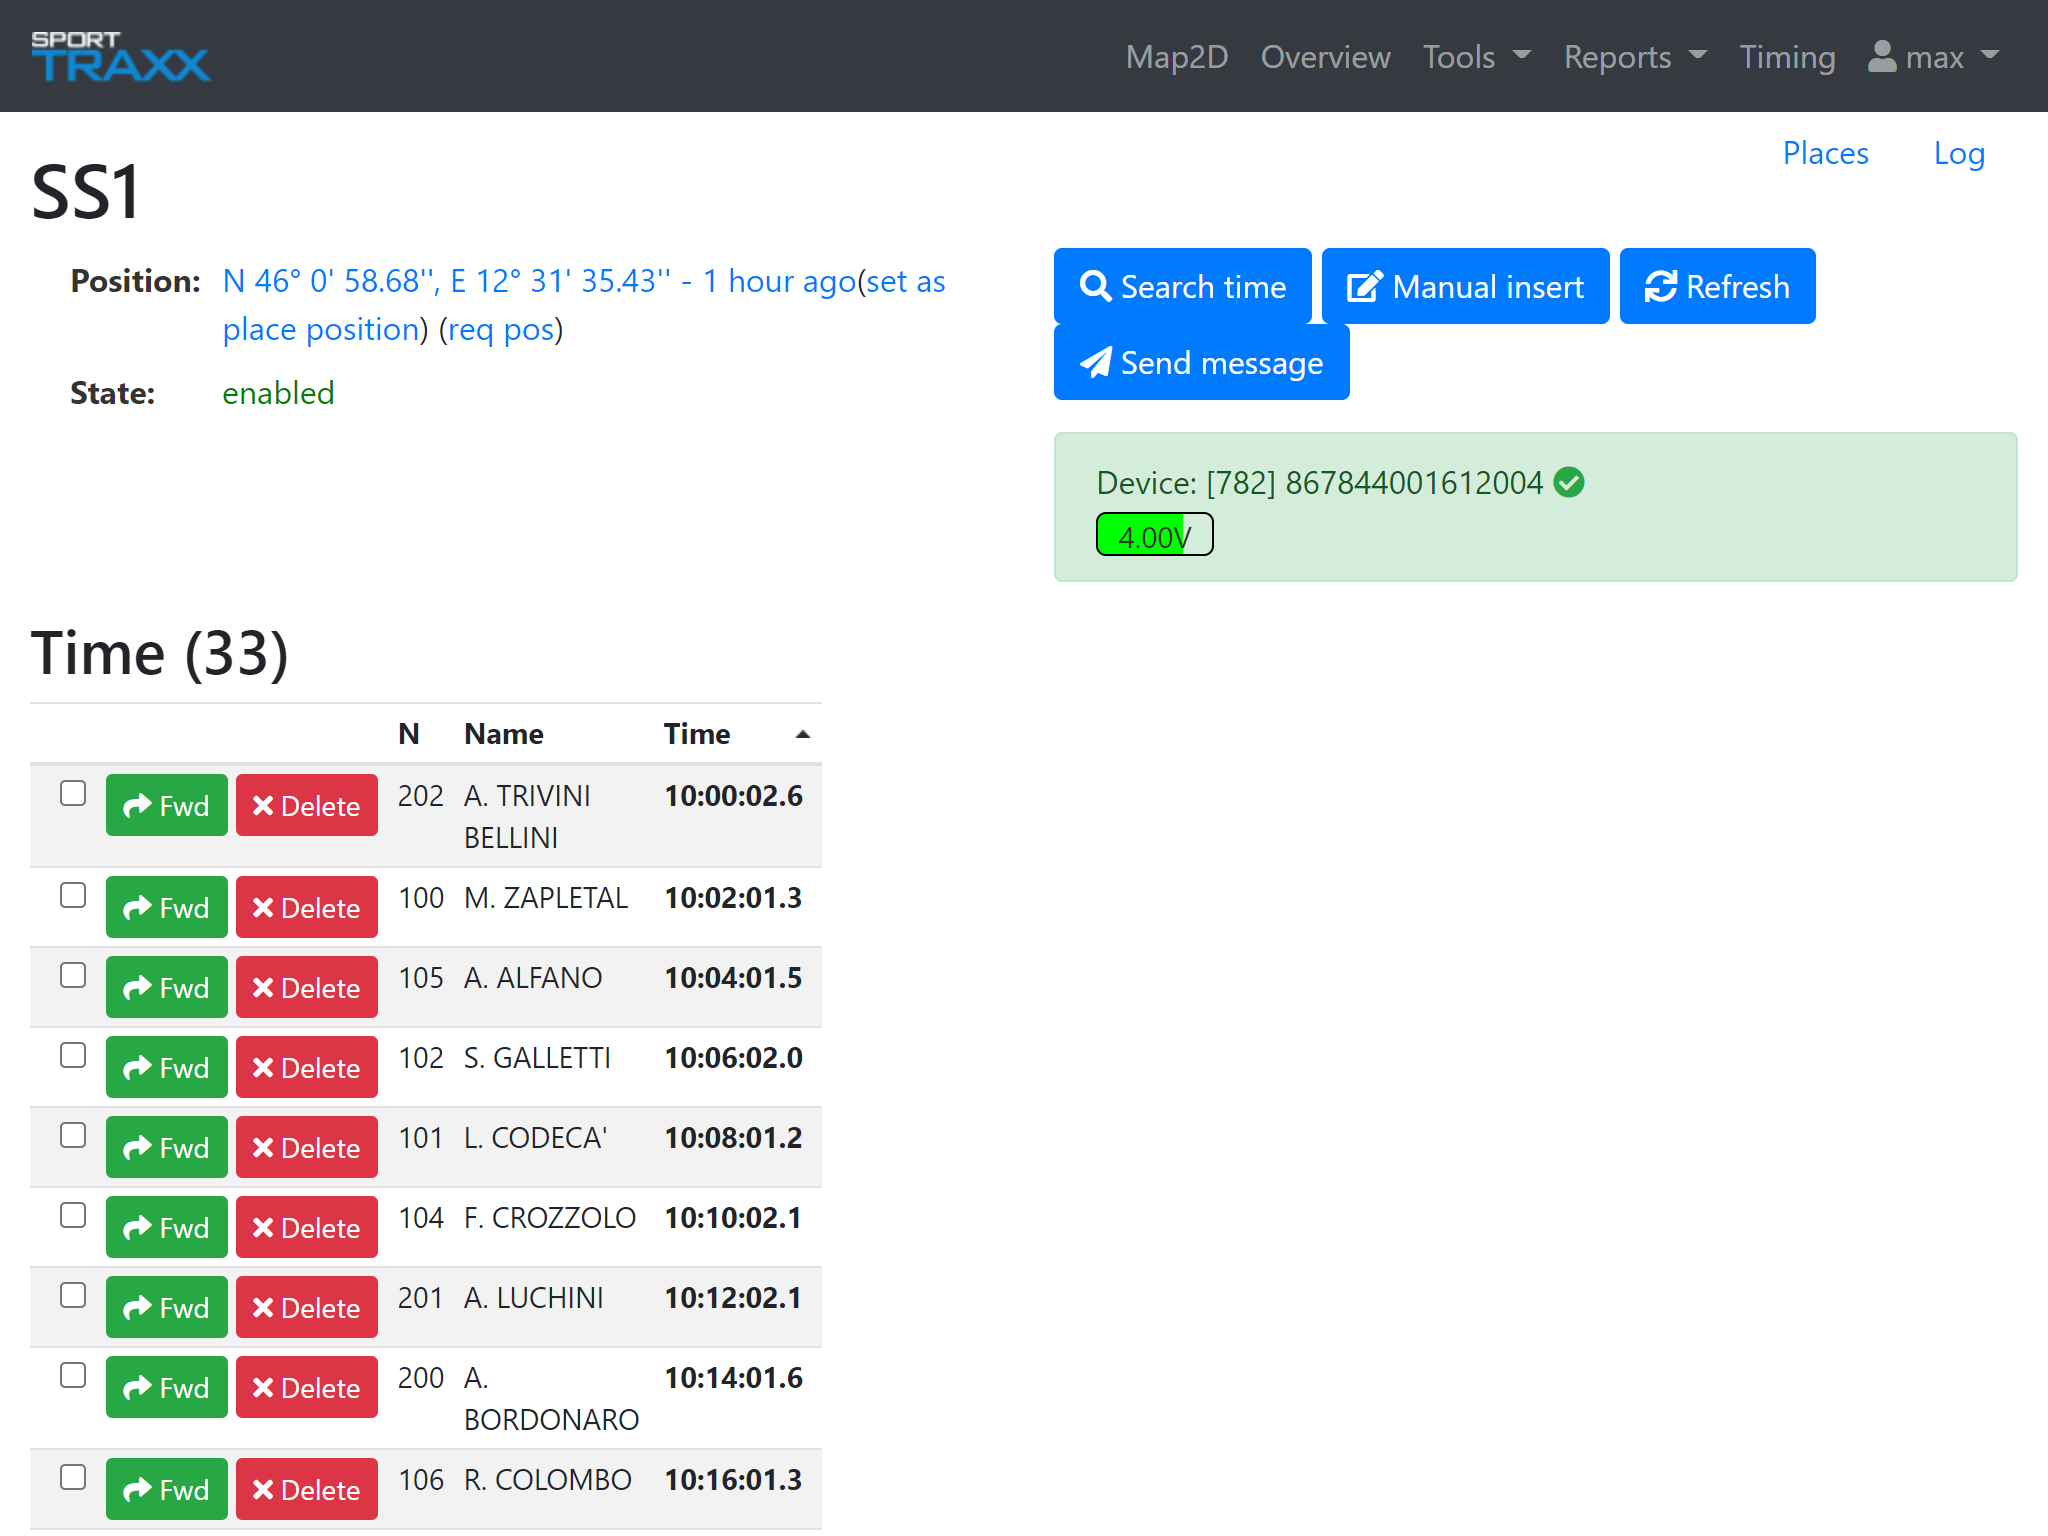 SPORT
TRAXX
Map2D Overview Tools Reports Timing max
Places Log
SS1
Position: N 46° 0' 58.68'', E 12° 31' 35.43'' - 1 hour ago(set as
place position) (req pos)
State: enabled
Search time Manual insert Refresh
Send message
Device: [782] 867844001612004
4.00V
Time (33)
N Name Time
Fwd Delete 202 A. TRIVINI 10:00:02.6
BELLINI
Fwd Delete 100 M. ZAPLETAL 10:02:01.3
Fwd Delete 105 A. ALFANO 10:04:01.5
Fwd Delete 102 S. GALLETTI 10:06:02.0
Fwd Delete 101 L. CODECA' 10:08:01.2
Fwd Delete 104 F. CROZZOLO 10:10:02.1
Fwd Delete 201 A. LUCHINI 10:12:02.1
Fwd Delete 200 A. 10:14:01.6
BORDONARO
Fwd Delete 106 R. COLOMBO 10:16:01.3